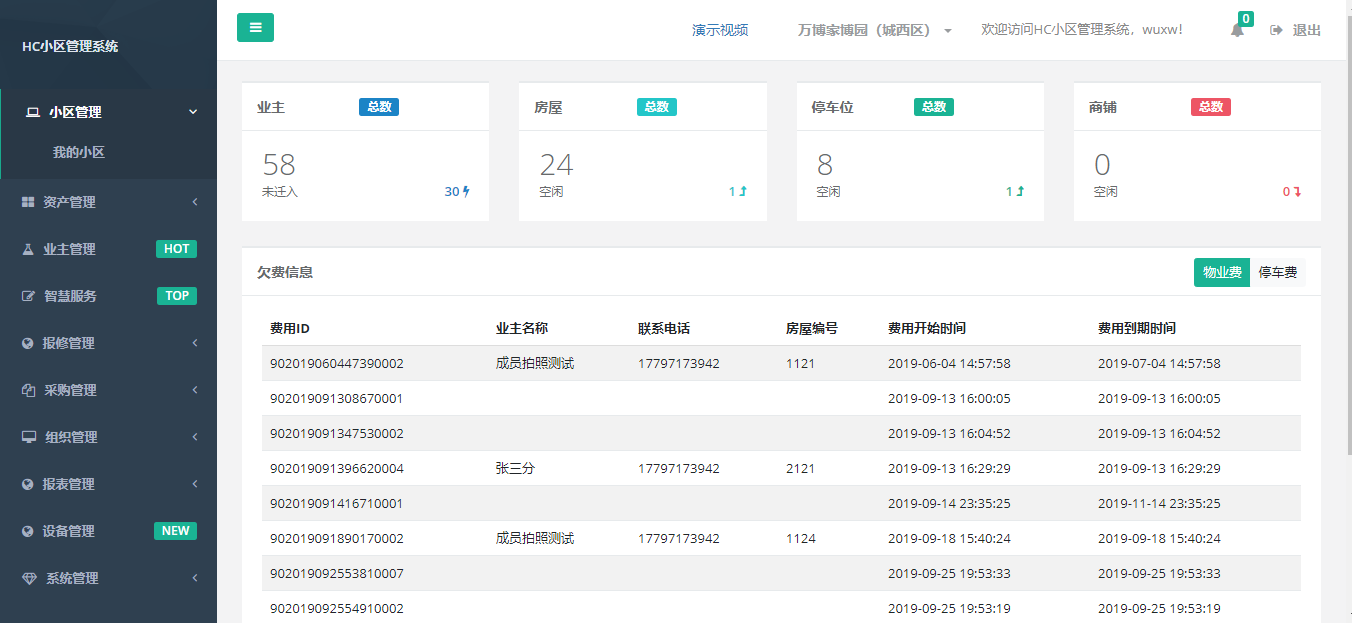 HC小区管理系统
小区管理
我的小区
资产管理
业主管理 HOT
智慧服务 TOP
报修管理
采购管理
组织管理
报表管理
设备管理 NEW
系统管理
演示视频 万博家博园（城西区） 欢迎访问HC小区管理系统，wuxw! 0 退出
业主 总数
58
未迁入 30
房屋 总数
24
空闲 1
停车位 总数
8
空闲 1
商铺 总数
0
空闲 0
欠费信息 物业费 停车费
费用ID 业主名称 联系电话 房屋编号 费用开始时间 费用到期时间
902019060447390002 成员拍照测试 17797173942 1121 2019-06-04 14:57:58 2019-07-04 14:57:58
902019091308670001 2019-09-13 16:00:05 2019-09-13 16:00:05
902019091347530002 2019-09-13 16:04:52 2019-09-13 16:04:52
902019091396620004 张三分 17797173942 2121 2019-09-13 16:29:29 2019-09-13 16:29:29
902019091416710001 2019-09-14 23:35:25 2019-11-14 23:35:25
902019091890170002 成员拍照测试 17797173942 1124 2019-09-18 15:40:24 2019-09-18 15:40:24
902019092553810007 2019-09-25 19:53:33 2019-09-25 19:53:33
902019092554910002 2019-09-25 19:53:19 2019-09-25 19:53:19